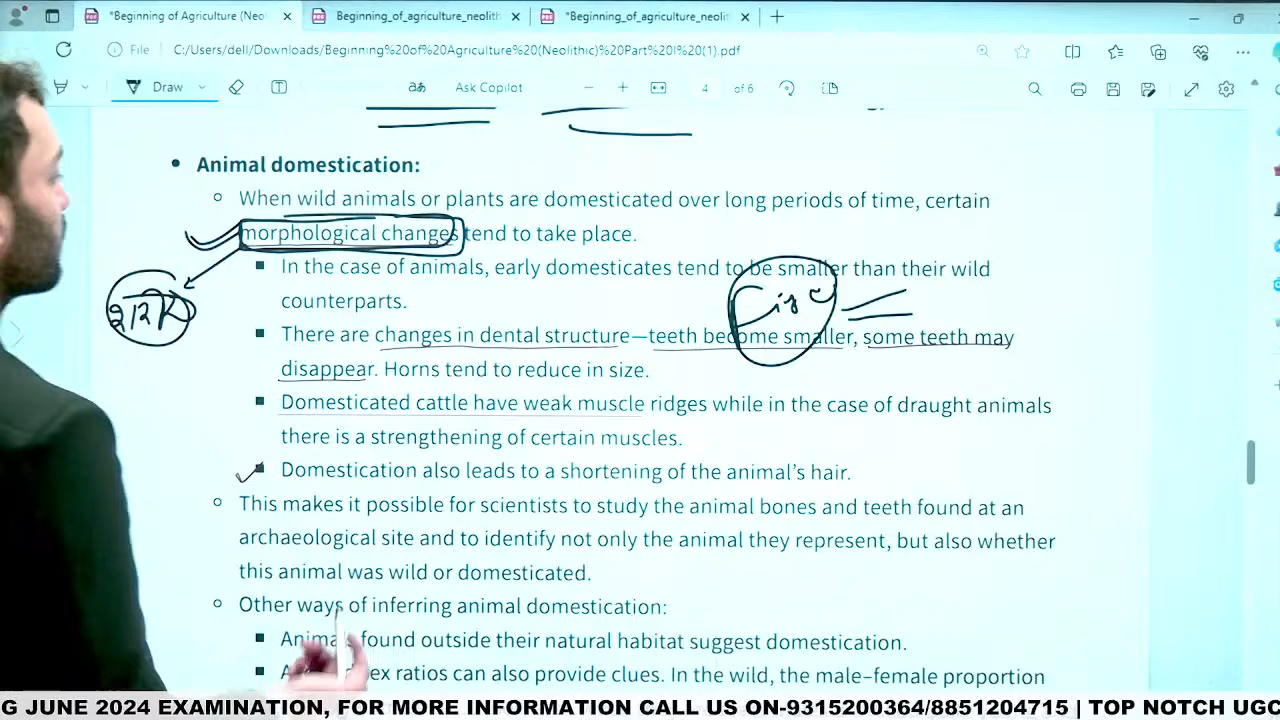 *Beginning of Agriculture (Neo
Beginning_of_agriculture_neolith
*Beginning_of_agriculture_neolit
File
C:/Users/dell/Downloads/Beginning%20of%20Agriculture%20(Neolithic)%20Part%20I%20(1).pdf
Draw
Ask Copilot
4 of 6
• Animal domestication:
When wild animals or plants are domesticated over long periods of time, certain
morphological changes tend to take place.
In the case of animals, early domesticates tend to be smaller than their wild
counterparts.
There are changes in dental structure—teeth become smaller, some teeth may
disappear. Horns tend to reduce in size.
Domesticated cattle have weak muscle ridges while in the case of draught animals
there is a strengthening of certain muscles.
Domestication also leads to a shortening of the animal's hair.
This makes it possible for scientists to study the animal bones and teeth found at an
archaeological site and to identify not only the animal they represent, but also whether
this animal was wild or domesticated.
Other ways of inferring animal domestication:
found outside their natural habitat suggest domestication.
ratios can also provide clues. In the wild, the male–female proportion
G JUNE 2024 EXAMINATION, FOR MORE INFORMATION CALL US ON-9315200364/8851204715 | TOP NOTCH UGC